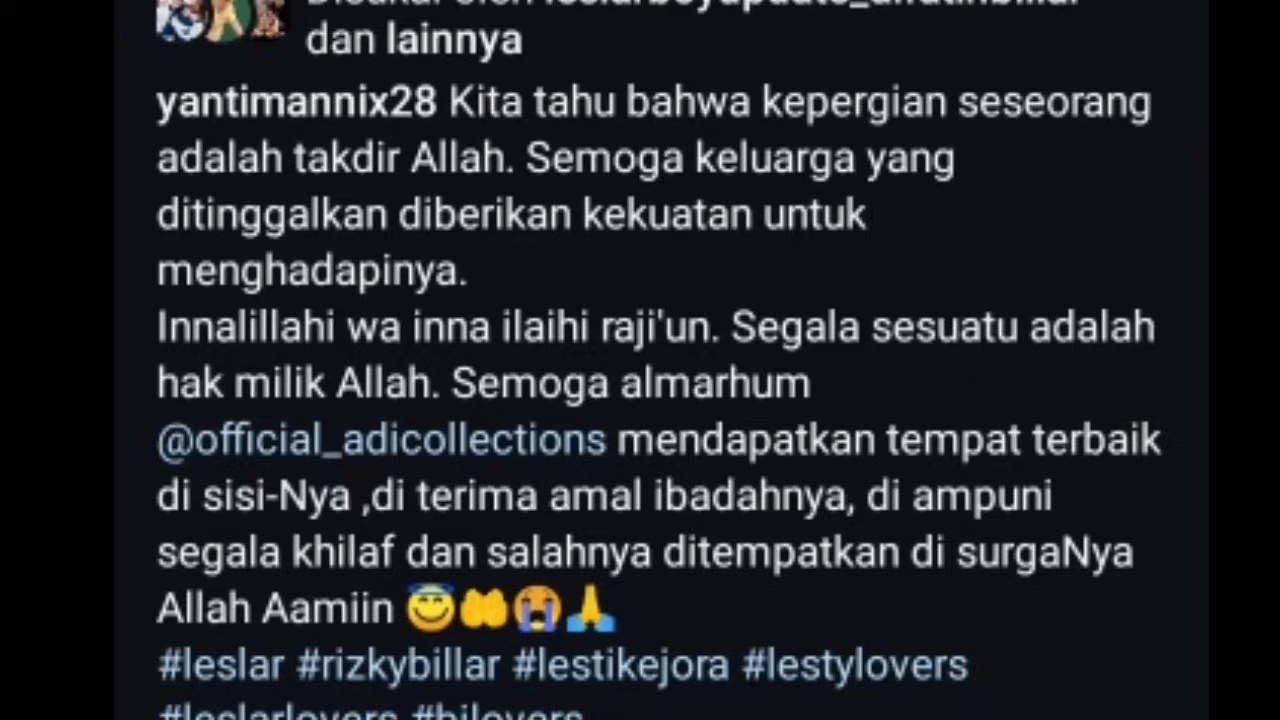 dan lainnya
yantimannix28 Kita tahu bahwa kepergian seseorang
adalah takdir Allah. Semoga keluarga yang
ditinggalkan diberikan kekuatan untuk
menghadapinya.
Innalillahi wa inna ilaihi raji'un. Segala sesuatu adalah
hak milik Allah. Semoga almarhum
@official_adicollections mendapatkan tempat terbaik
di sisi-Nya ,di terima amal ibadahnya, di ampuni
segala khilaf dan salahnya ditempatkan di surgaNya
Allah Aamiin 😇🤲😭🙏
#leslar #rizkybillar #lestikejora #lestylovers
#leslarlovers #bilovers